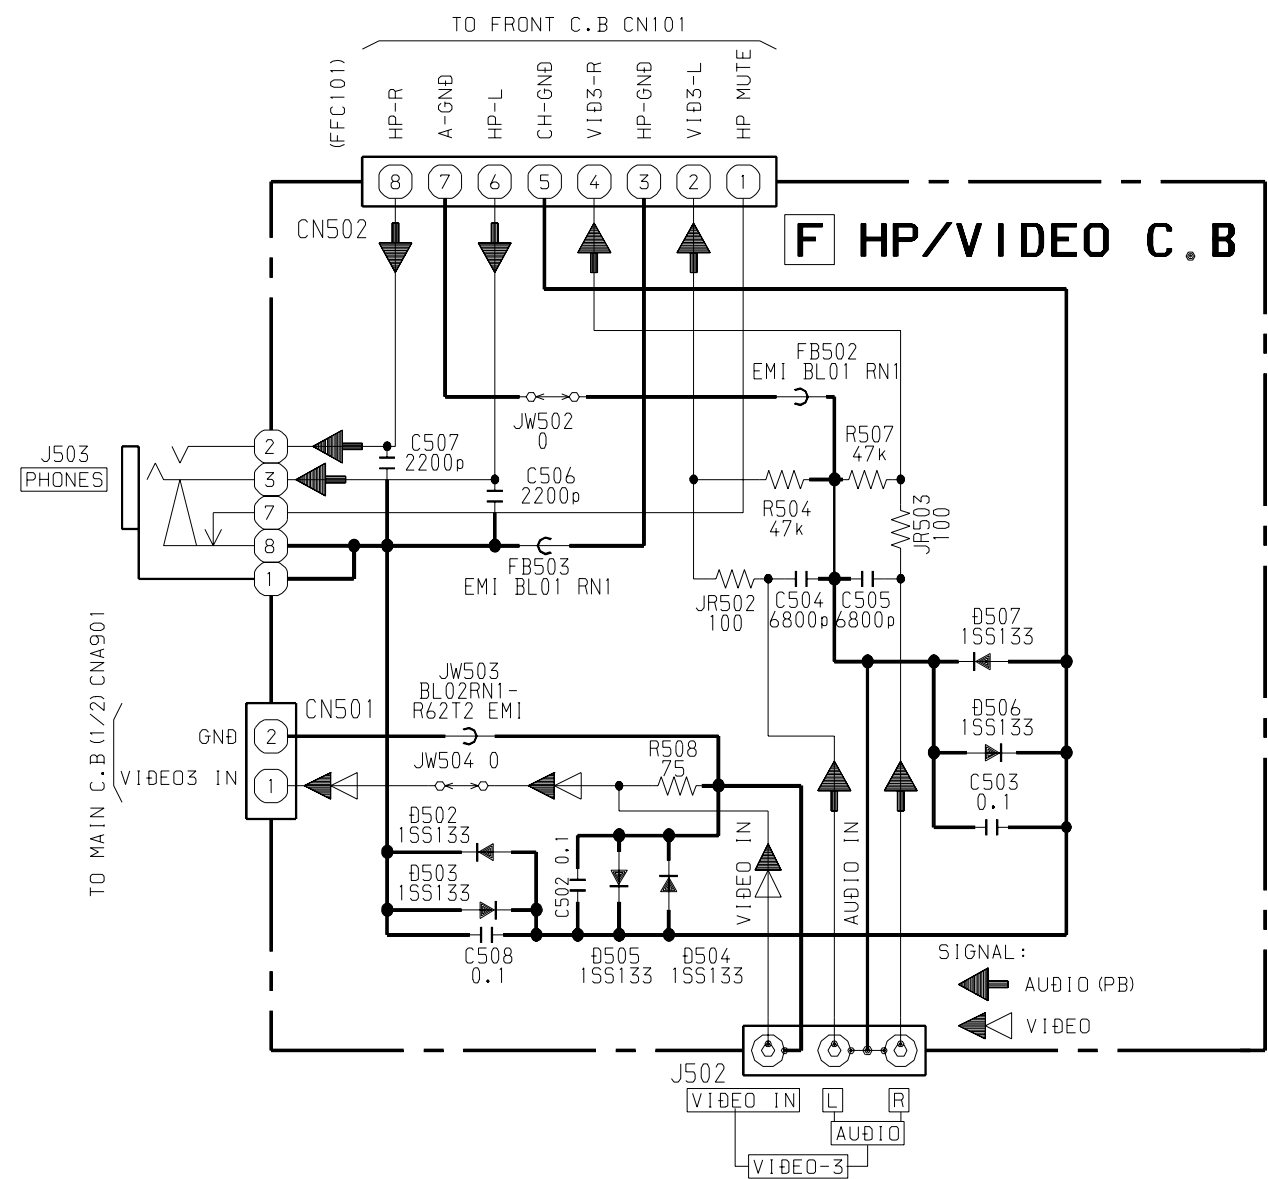 TO FRONT C.B CN101
(FFC101)
HP-R
A-GND
HP-L
CH-GND
VID3-R
HP-GND
VID3-L
HP MUTE
8 7 6 5 4 3 2 1
CN502
F HP/VIDEO C.B
FB502
EMI BL01 RN1
JW502
0
J503
PHONES
2
3
7
8
1
C507
2200p
C506
2200p
R507
47k
R504
47k
JR503
100
FB503
EMI BL01 RN1
JR502
100
C504
6800p
C505
6800p
D507
1SS133
TO MAIN C.B(1/2) CNA901
JW503
BL02RN1-
R62T2 EMI
CN501
GND
2
VIDEO3 IN
1
JW504 0
R508
75
D506
1SS133
C503
0.1
D502
1SS133
D503
1SS133
C502 0.1
VIDEO IN
AUDIO IN
C508
0.1
D505
1SS133
D504
1SS133
SIGNAL:
AUDIO(PB)
VIDEO
J502
VIDEO IN
L
R
AUDIO
VIDEO-3